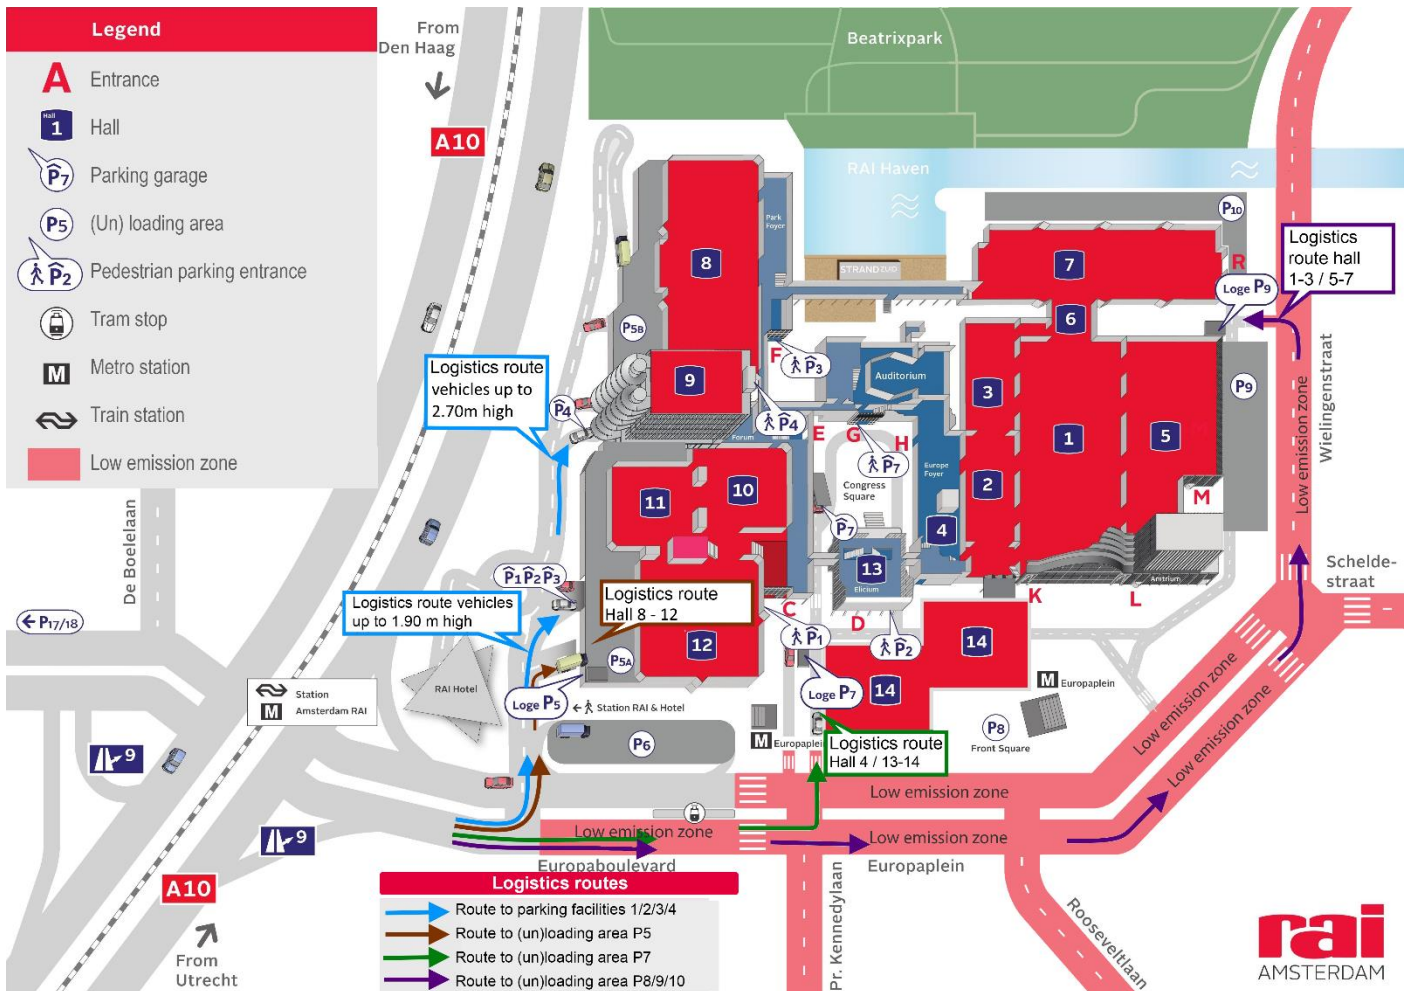 Legend
A Entrance
Hall
1
Hall
P7 Parking garage
P5 (Un) loading area
P2 Pedestrian parking entrance
Tram stop
M Metro station
Train station
Low emission zone
From
Den Haag
A10
Beatrixpark
RAI Haven
STRANDZUID
Park
Foyer
8
7
6
P10
R
Loge P9
Logistics
route hall
1-3 / 5-7
P5B
F
P3
9
Auditorium
3
1
5
P9
Wielingenstraat
Low emission zone
Logistics route
vehicles up to
2.70m high
P4
P4
Forum
E
G
H
P7
Europe
Foyer
2
M
Congress
Square
11
10
P7
4
13
Elicium
Amtrium
K
L
Schelde-
straat
De Boelelaan
P17/18
P1 P2 P3
Logistics route vehicles
up to 1.90 m high
Logistics route
Hall 8 - 12
C
P1
D
P2
14
14
12
P5A
Loge P5
Loge P7
RAI Hotel
Station
M Amsterdam RAI
Station RAI & Hotel
P6
M Europaplein
M Europaplein
P8
Front Square
Logistics route
Hall 4 / 13-14
9
9
Low emission zone
Low emission zone
Low emission zone
Low emission zone
Low emission zone
Europaboulevard
Europaplein
Pr. Kennedylaan
Rooseveltlaan
A10
From
Utrecht
Logistics routes
Route to parking facilities 1/2/3/4
Route to (un)loading area P5
Route to (un)loading area P7
Route to (un)loading area P8/9/10
rai
AMSTERDAM